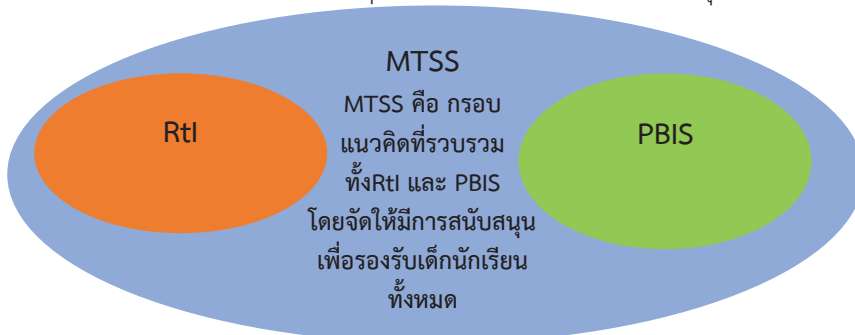 MTSS
MTSS คือ กรอบ
RtI
แนวคิดที่รวบรวม
PBIS
ทั้งRtI และ PBIS
โดยจัดให้มีการสนับสนุน
เพื่อรองรับเด็กนักเรียน
ทั้งหมด